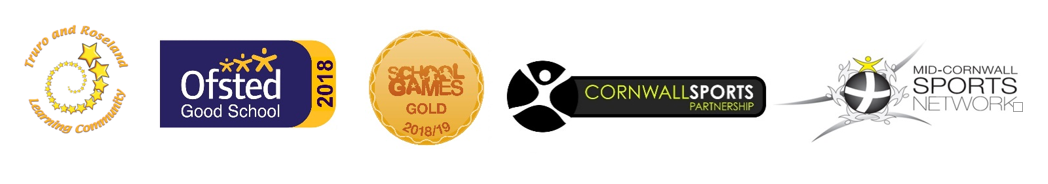 Truro and Roseland
Learning Community
Ofsted
Good School
2018
SCHOOL
GAMES
GOLD
2018/19
CORNWALLSPORTS
PARTNERSHIP
MID-CORNWALL
SPORTS
NETWORK